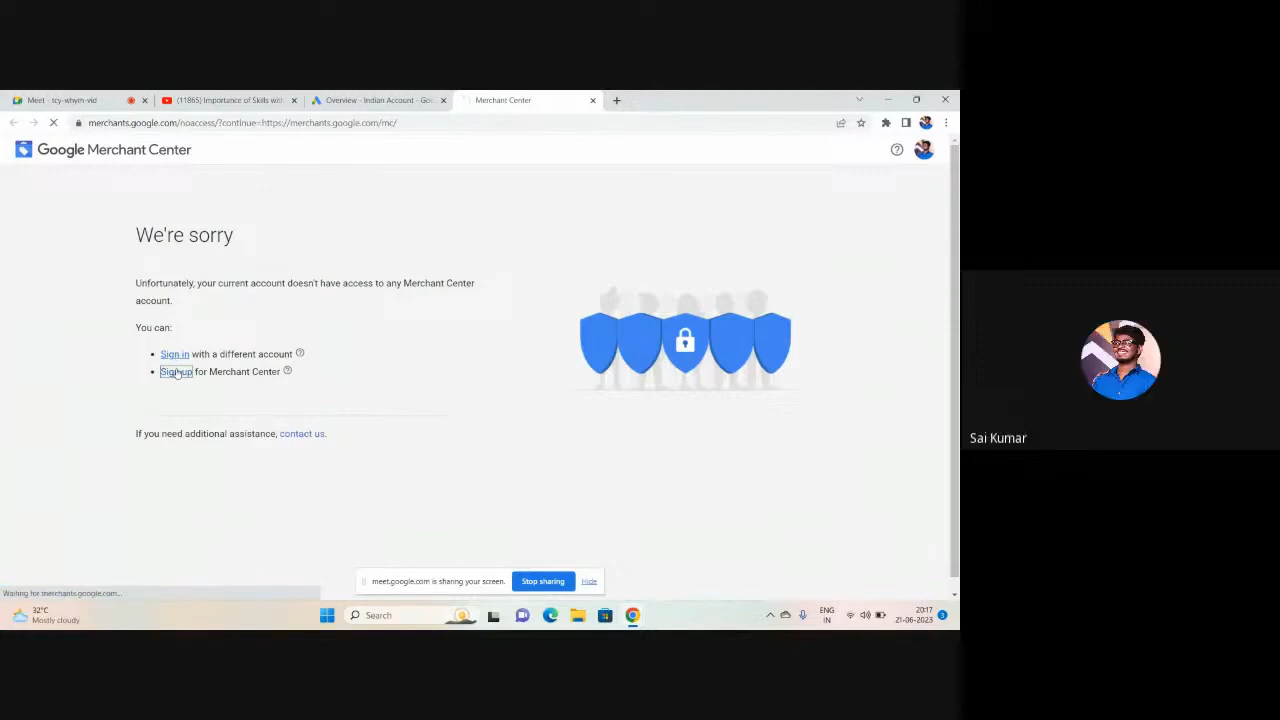 Meet - tcy-whym-vid
(11865) Importance of Skills with
Overview - Indian Account - Goo
Merchant Center
merchants.google.com/noaccess/?continue=https://merchants.google.com/mc/
Google Merchant Center
We're sorry
Unfortunately, your current account doesn't have access to any Merchant Center
account.
You can:
• Sign in with a different account
• Sign up for Merchant Center
If you need additional assistance, contact us.
Sai Kumar
meet.google.com is sharing your screen.
Stop sharing
Hide
Waiting for merchants.google.com...
32°C
Mostly cloudy
Search
ENG
IN
20:17
21-06-2023
3